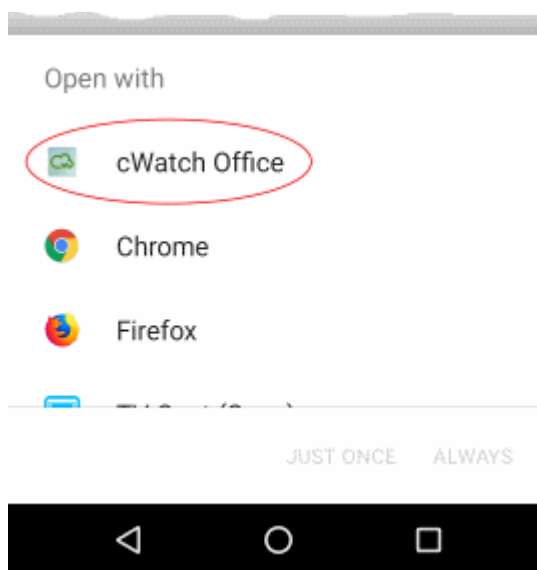 Open with
cWatch Office
Chrome
Firefox
JUST ONCE ALWAYS